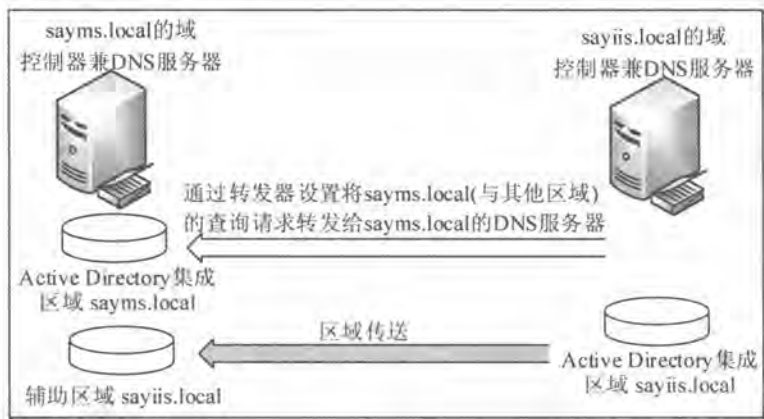 sayms.local的域
控制器兼DNS服务器
sayiis.local的域
控制器兼DNS服务器
通过转发器设置将sayms.local(与其他区域)
的查询请求转发给sayms.local的DNS服务器
Active Directory集成
区域 sayms.local
区域传送
辅助区域 sayiis.local
Active Directory集成
区域 sayiis.local